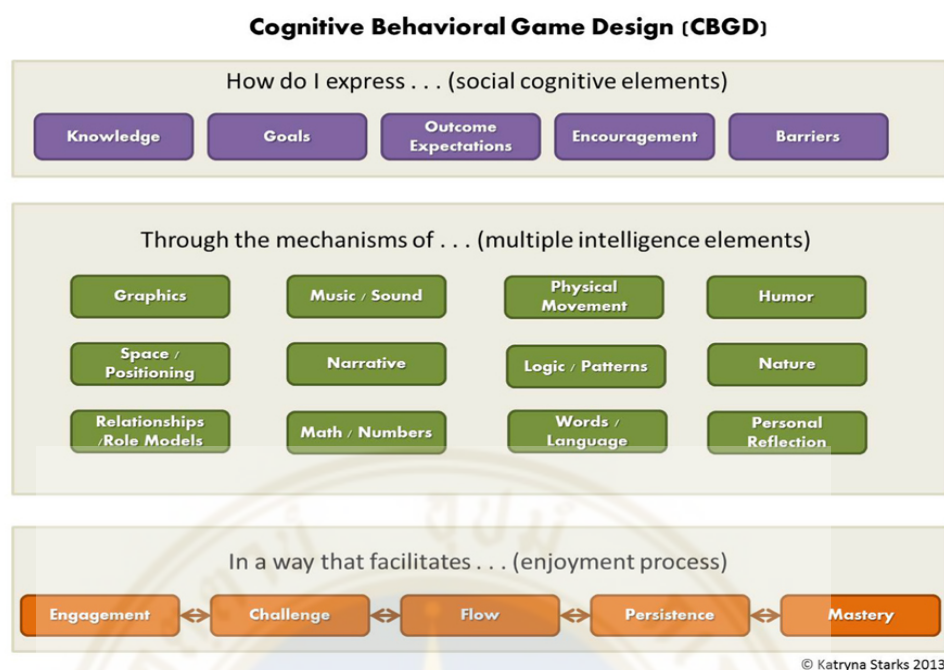 Cognitive Behavioral Game Design (CBGD)
How do I express . . . (social cognitive elements)
Knowledge
Goals
Outcome
Expectations
Encouragement
Barriers
Through the mechanisms of . . . (multiple intelligence elements)
Graphics
Music / Sound
Physical
Movement
Humor
Space /
Positioning
Narrative
Logic / Patterns
Nature
Relationships
/Role Models
Math / Numbers
Words /
Language
Personal
Reflection
In a way that facilitates . . . (enjoyment process)
Engagement
Challenge
Flow
Persistence
Mastery
© Katryna Starks 2013